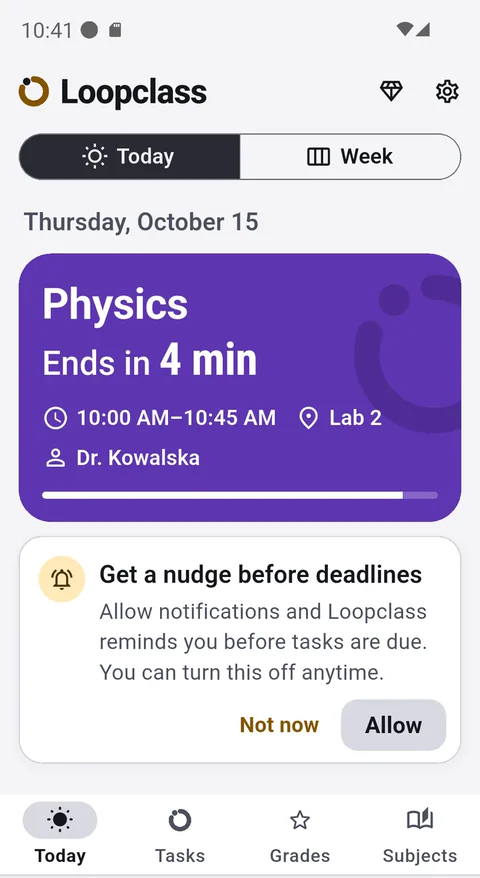 10:41
Loopclass
Today
Week
Thursday, October 15
Physics
Ends in 4 min
10:00 AM–10:45 AM
Lab 2
Dr. Kowalska
Get a nudge before deadlines
Allow notifications and Loopclass
reminds you before tasks are due.
You can turn this off anytime.
Not now
Allow
Today
Tasks
Grades
Subjects